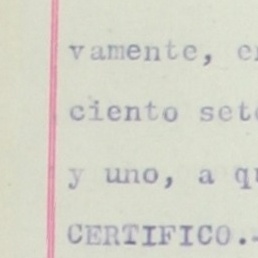 vamente, e
ciento set
y uno, a q
CERTIFICO.-